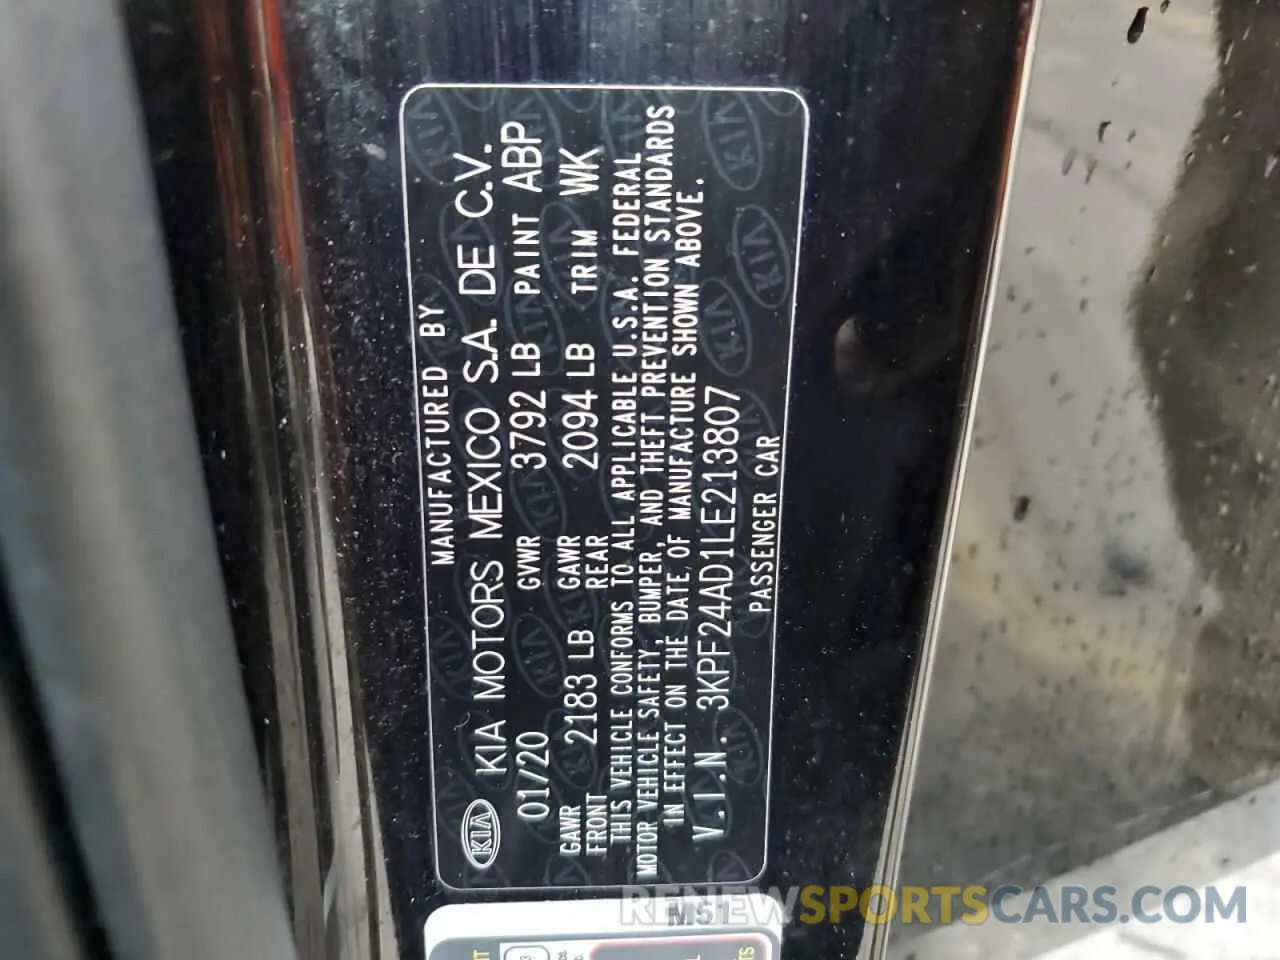 MANUFACTURED BY
KIA KIA MOTORS MEXICO S.A. DE C.V.
01/20 GVWR 3792 LB PAINT ABP
GAWR FRONT 2183 LB GAWR REAR 2094 LB TRIM WK
THIS VEHICLE CONFORMS TO ALL APPLICABLE U.S.A. FEDERAL
MOTOR VEHICLE SAFETY, BUMPER, AND THEFT PREVENTION STANDARDS
IN EFFECT ON THE DATE OF MANUFACTURE SHOWN ABOVE.
V.I.N. 3KPF24AD1LE213807
PASSENGER CAR
RENEWSPORTSCARS.COM